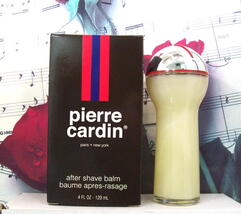 pierre
cardin®
paris • new york
after shave balm
baume apres-rasage
4 FL. OZ. - 120 mL